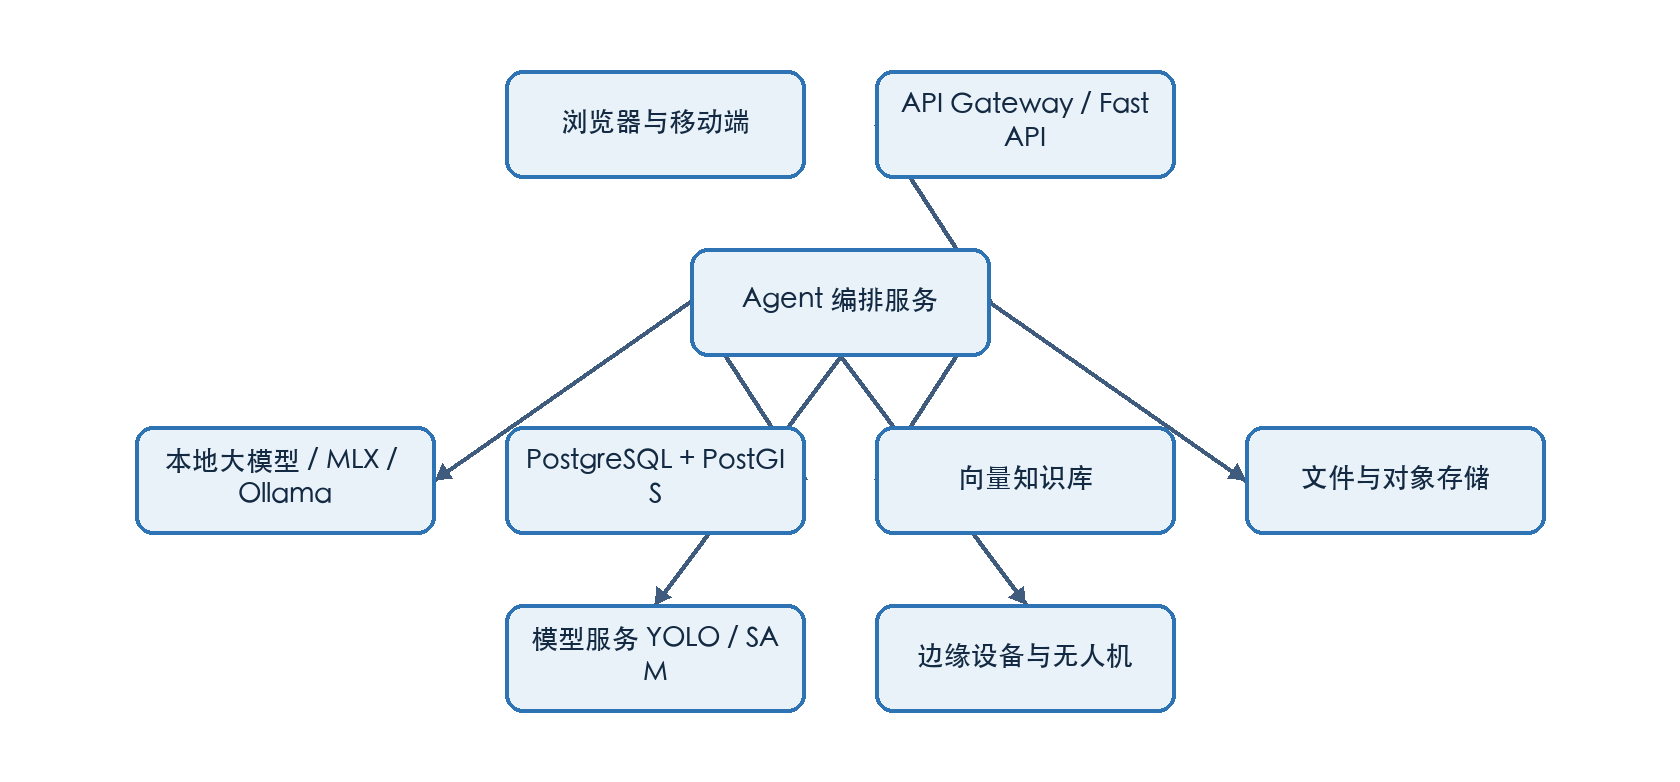 浏览器与移动端
API Gateway / Fast
API
Agent 编排服务
本地大模型 / MLX /
Ollama
PostgreSQL + PostGI
S
向量知识库
文件与对象存储
模型服务 YOLO / SA
M
边缘设备与无人机